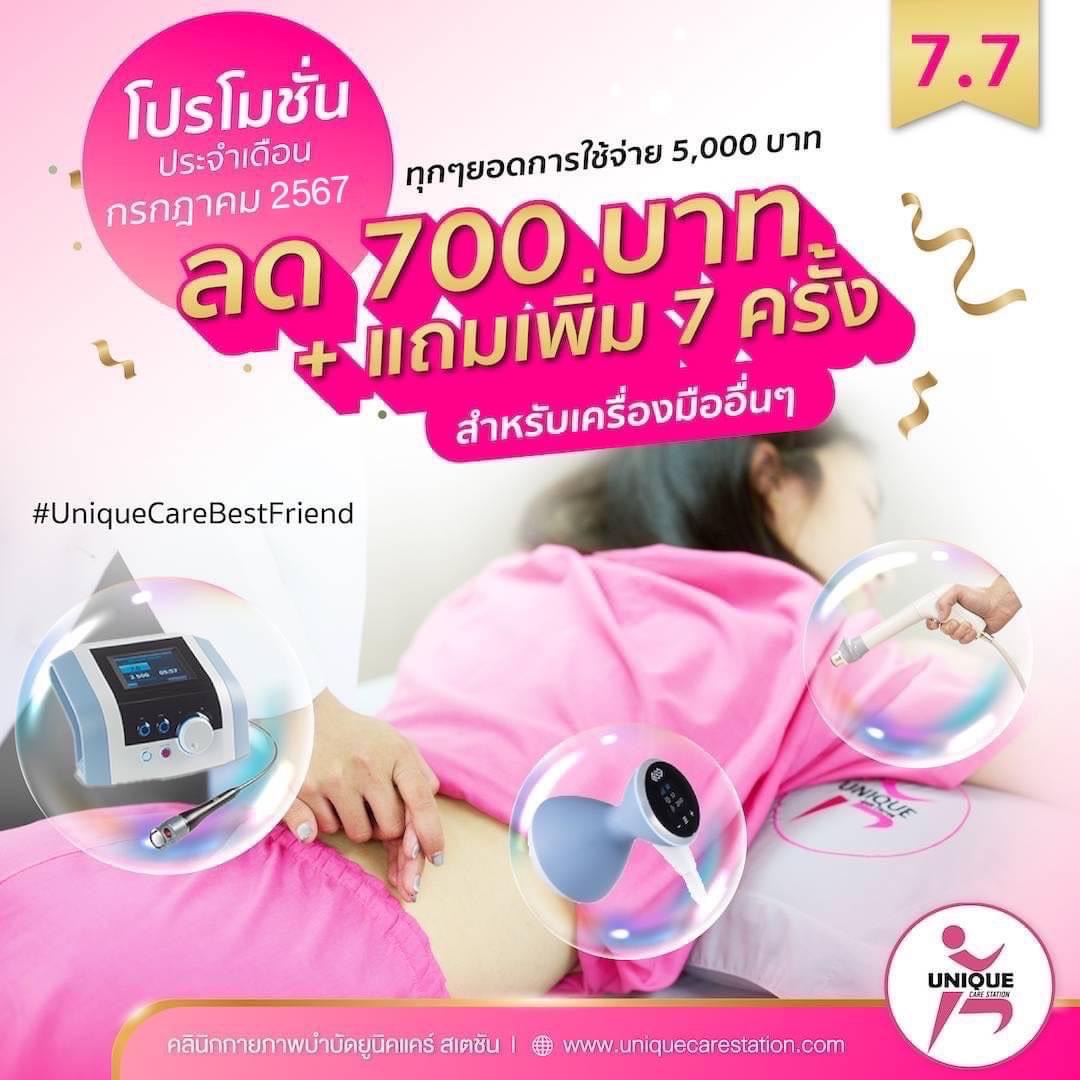 7.7
โปรโมชั่น
ประจำเดือน
กรกฎาคม 2567
ทุกๆยอดการใช้จ่าย 5,000 บาท
ลด 700 บาท
+ แถมเพิ่ม 7 ครั้ง
สำหรับเครื่องมืออื่นๆ
#UniqueCareBestFriend
UNIQUE
UNIQUE
CARE STATION
คลินิกกายภาพบำบัดยูนิคแคร์ สเตชัน | www.uniquecarestation.com